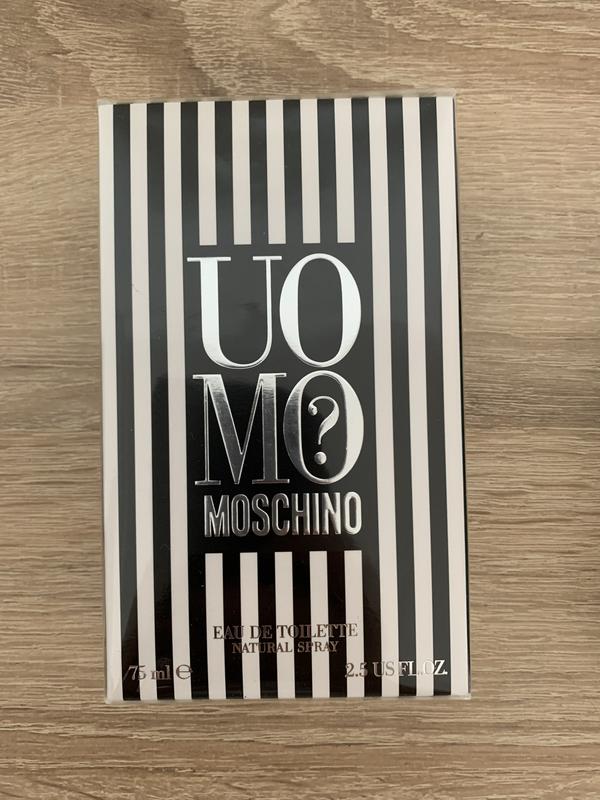 UO
MO?
MOSCHINO
EAU DE TOILETTE
NATURAL SPRAY
75 ml ℮
2.5 US FL.OZ.